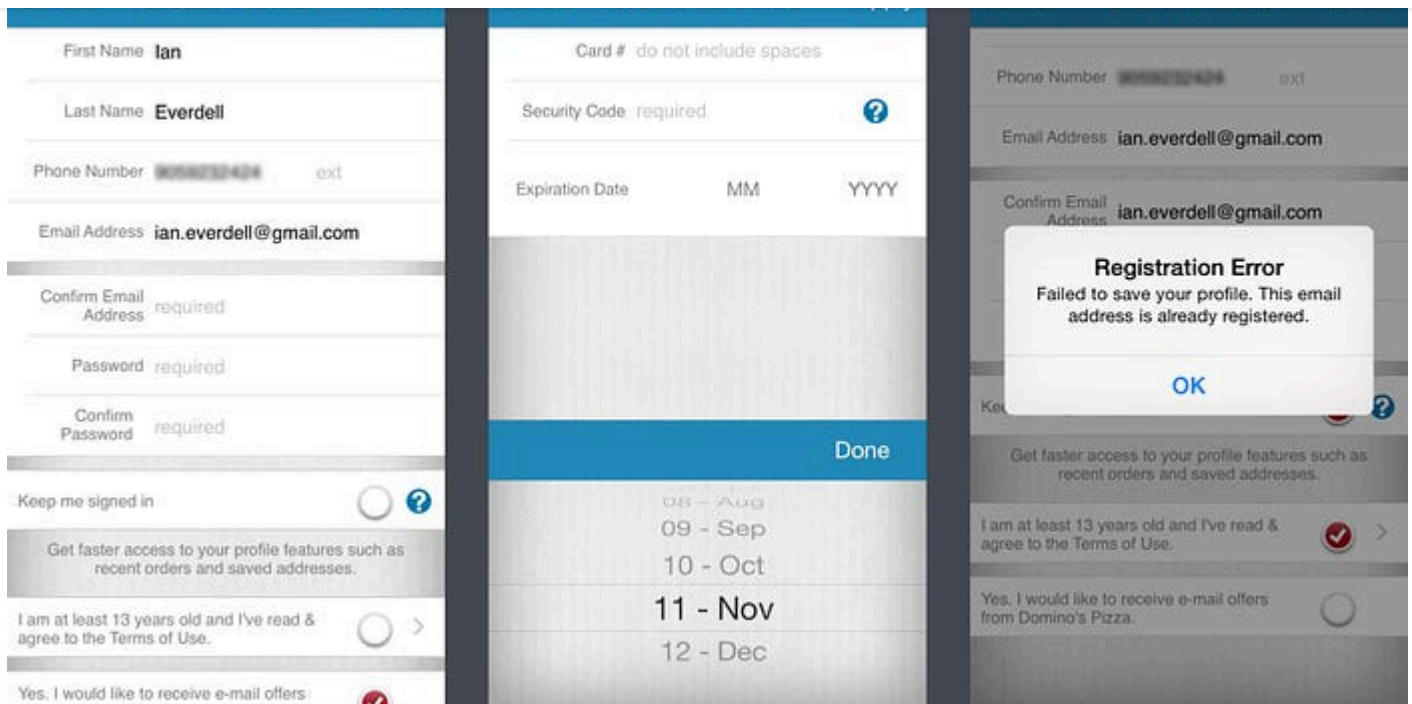 First Name Ian
Last Name Everdell
Phone Number ext
Email Address ian.everdell@gmail.com
Confirm Email
Address required
Password required
Confirm
Password required
Keep me signed in ?
Get faster access to your profile features such as
recent orders and saved addresses.
I am at least 13 years old and I've read &
agree to the Terms of Use. >
Yes. I would like to receive e-mail offers
Card # do not include spaces
Security Code required ?
Expiration Date MM YYYY
Done
08 - Aug
09 - Sep
10 - Oct
11 - Nov
12 - Dec
Phone Number ext
Email Address ian.everdell@gmail.com
Confirm Email
Address ian.everdell@gmail.com
Registration Error
Failed to save your profile. This email
address is already registered.
OK
?
Get faster access to your profile features such as
recent orders and saved addresses.
I am at least 13 years old and I've read &
agree to the Terms of Use. >
Yes. I would like to receive e-mail offers
from Domino's Pizza.